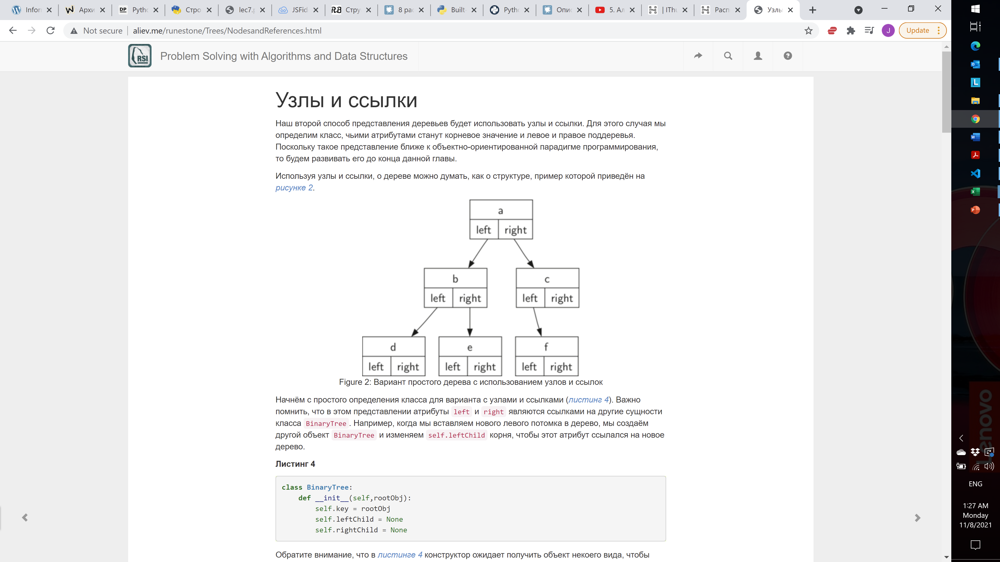 Infor
Архи
DP Pytho
Стро
lec7.p
JSFid
RB Стру
8 рас
Built-
Pytho
Опис
5. Ал
IThub | IThu
IThub Расп
Узлы
Not secure aliev.me/runestone/Trees/NodesandReferences.html
J
Update
RSI
Problem Solving with Algorithms and Data Structures
Узлы и ссылки
Наш второй способ представления деревьев будет использовать узлы и ссылки. Для этого случая мы
определим класс, чьими атрибутами станут корневое значение и левое и правое поддеревья.
Поскольку такое представление ближе к объектно-ориентированной парадигме программирования,
то будем развивать его до конца данной главы.
Используя узлы и ссылки, о дереве можно думать, как о структуре, пример которой приведён на
рисунке 2.
a
left right
b c
left right left right
d e f
left right left right left right
Figure 2: Вариант простого дерева с использованием узлов и ссылок
Начнём с простого определения класса для варианта с узлами и ссылками (листинг 4). Важно
помнить, что в этом представлении атрибуты left и right являются ссылками на другие сущности
класса BinaryTree . Например, когда мы вставляем нового левого потомка в дерево, мы создаём
другой объект BinaryTree и изменяем self.leftChild корня, чтобы этот атрибут ссылался на новое
дерево.
Листинг 4
class BinaryTree:
    def __init__(self,rootObj):
        self.key = rootObj
        self.leftChild = None
        self.rightChild = None
Обратите внимание, что в листинге 4 конструктор ожидает получить объект некоего вида, чтобы
Lenovo
ENG
1:27 AM
Monday
11/8/2021